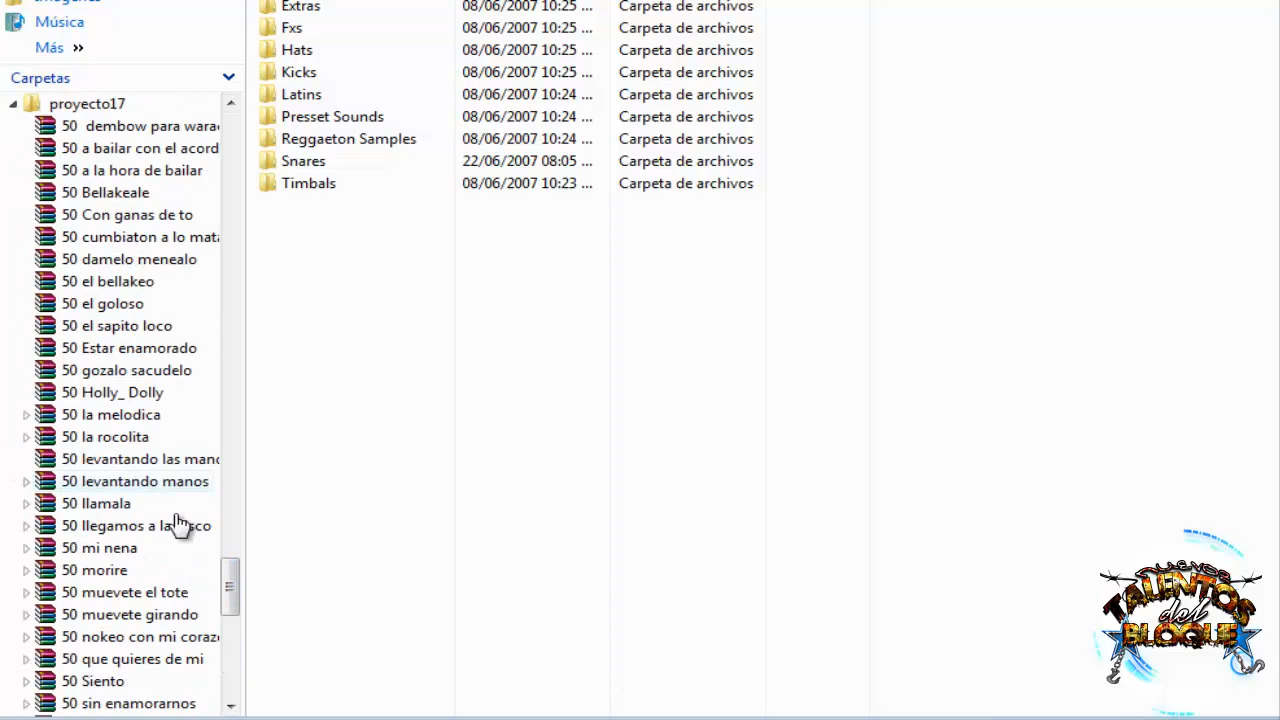 Música
Más »
Carpetas
proyecto17
50 dembow para wara
50 a bailar con el acord
50 a la hora de bailar
50 Bellakeale
50 Con ganas de to
50 cumbiaton a lo mata
50 damelo menealo
50 el bellakeo
50 el goloso
50 el sapito loco
50 Estar enamorado
50 gozalo sacudelo
50 Holly_ Dolly
50 la melodica
50 la rocolita
50 levantando las mano
50 levantando manos
50 llamala
50 llegamos a la sco
50 mi nena
50 morire
50 muevete el tote
50 muevete girando
50 nokeo con mi corazo
50 que quieres de mi
50 Siento
50 sin enamorarnos
Extras 08/06/2007 10:25 ... Carpeta de archivos
Fxs 08/06/2007 10:25 ... Carpeta de archivos
Hats 08/06/2007 10:25 ... Carpeta de archivos
Kicks 08/06/2007 10:25 ... Carpeta de archivos
Latins 08/06/2007 10:24 ... Carpeta de archivos
Presset Sounds 08/06/2007 10:24 ... Carpeta de archivos
Reggaeton Samples 08/06/2007 10:24 ... Carpeta de archivos
Snares 22/06/2007 08:05 ... Carpeta de archivos
Timbals 08/06/2007 10:23 ... Carpeta de archivos
NUEVOS
TALENTOS
del
BLOQUE